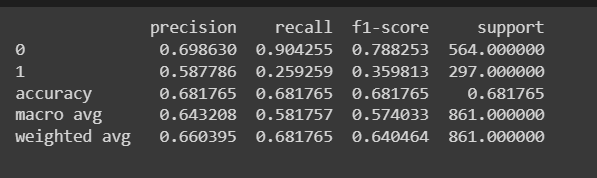 precision recall f1-score support
0 0.698630 0.904255 0.788253 564.000000
1 0.587786 0.259259 0.359813 297.000000
accuracy 0.681765 0.681765 0.681765 0.681765
macro avg 0.643208 0.581757 0.574033 861.000000
weighted avg 0.660395 0.681765 0.640464 861.000000